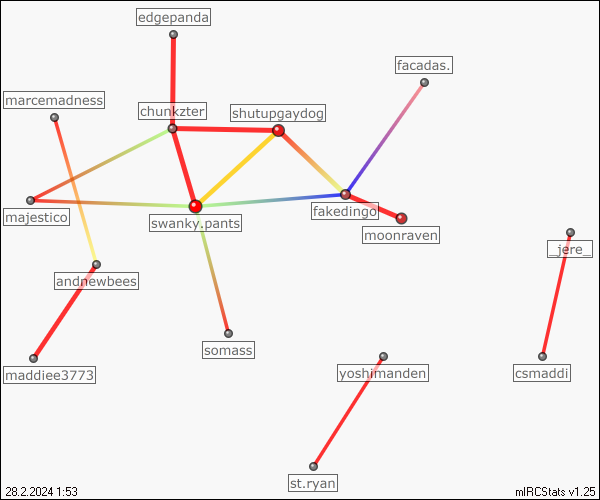 edgepanda
facadas.
marcemadness
chunkzter
shutupgaydog
majestico
swanky.pants
fakedingo
moonraven
_jere_
andnewbees
somass
maddiee3773
yoshimanden
csmaddi
st.ryan
28.2.2024 1:53
mIRCStats v1.25